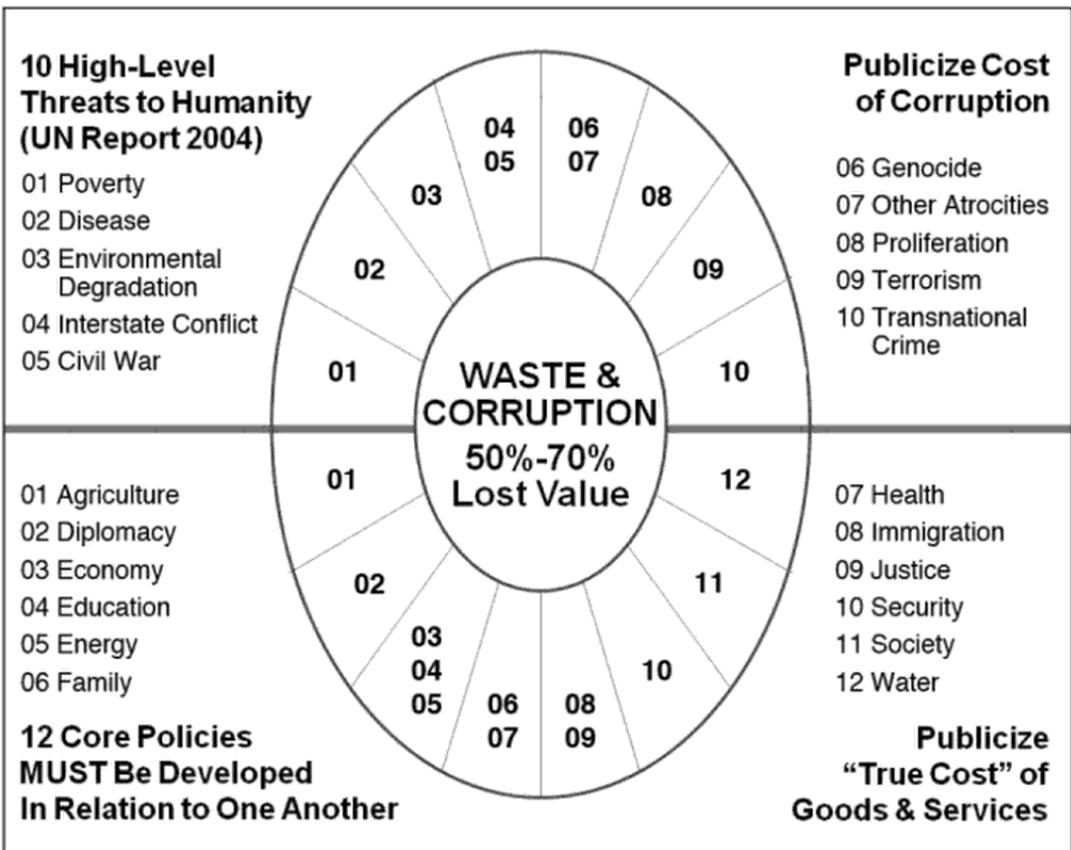 10 High-Level
Threats to Humanity
(UN Report 2004)
01 Poverty
02 Disease
03 Environmental
Degradation
04 Interstate Conflict
05 Civil War
Publicize Cost
of Corruption
06 Genocide
07 Other Atrocities
08 Proliferation
09 Terrorism
10 Transnational
Crime
04
05
06
07
03
08
02
09
01
10
WASTE &
CORRUPTION
50%-70%
Lost Value
01
12
02
11
03
04
05
10
06
07
08
09
01 Agriculture
02 Diplomacy
03 Economy
04 Education
05 Energy
06 Family
12 Core Policies
MUST Be Developed
In Relation to One Another
07 Health
08 Immigration
09 Justice
10 Security
11 Society
12 Water
Publicize
“True Cost” of
Goods & Services